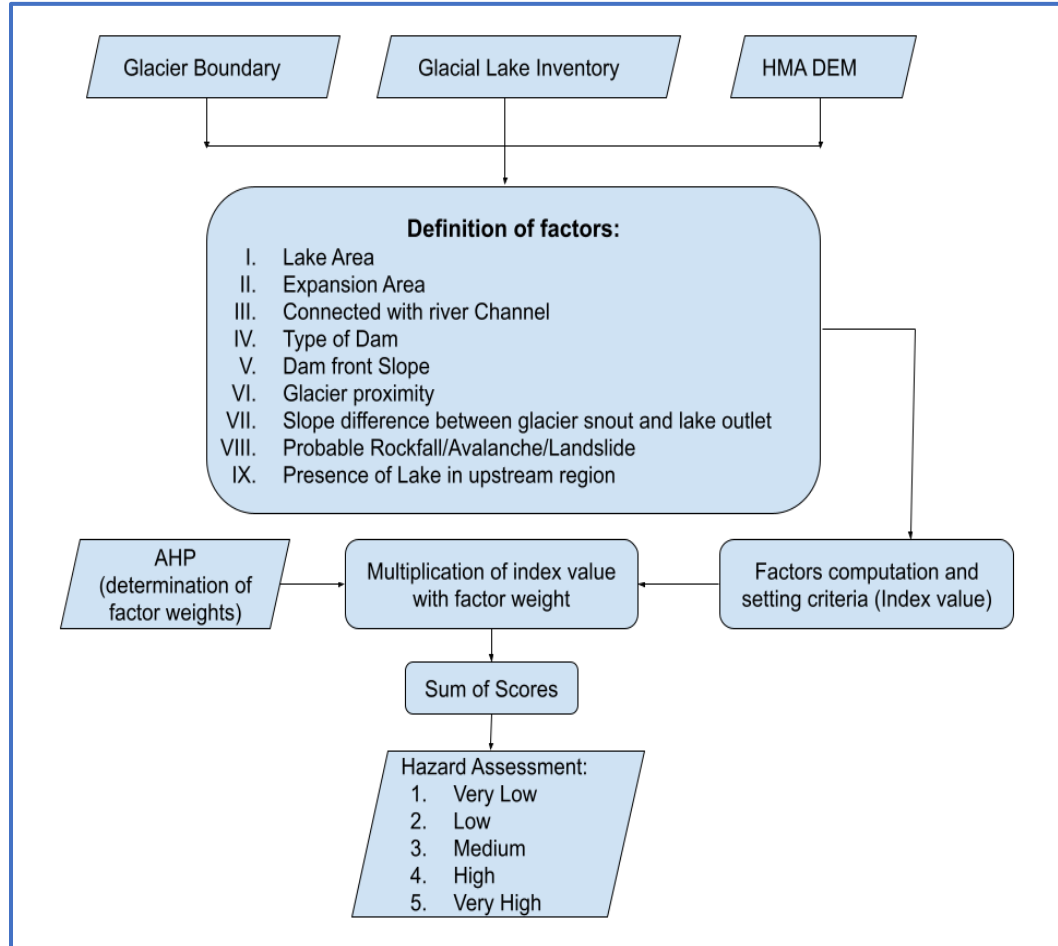 Glacier Boundary
Glacial Lake Inventory
HMA DEM
Definition of factors:
I. Lake Area
II. Expansion Area
III. Connected with river Channel
IV. Type of Dam
V. Dam front Slope
VI. Glacier proximity
VII. Slope difference between glacier snout and lake outlet
VIII. Probable Rockfall/Avalanche/Landslide
IX. Presence of Lake in upstream region
AHP
(determination of
factor weights)
Multiplication of index value
with factor weight
Factors computation and
setting criteria (Index value)
Sum of Scores
Hazard Assessment:
1. Very Low
2. Low
3. Medium
4. High
5. Very High